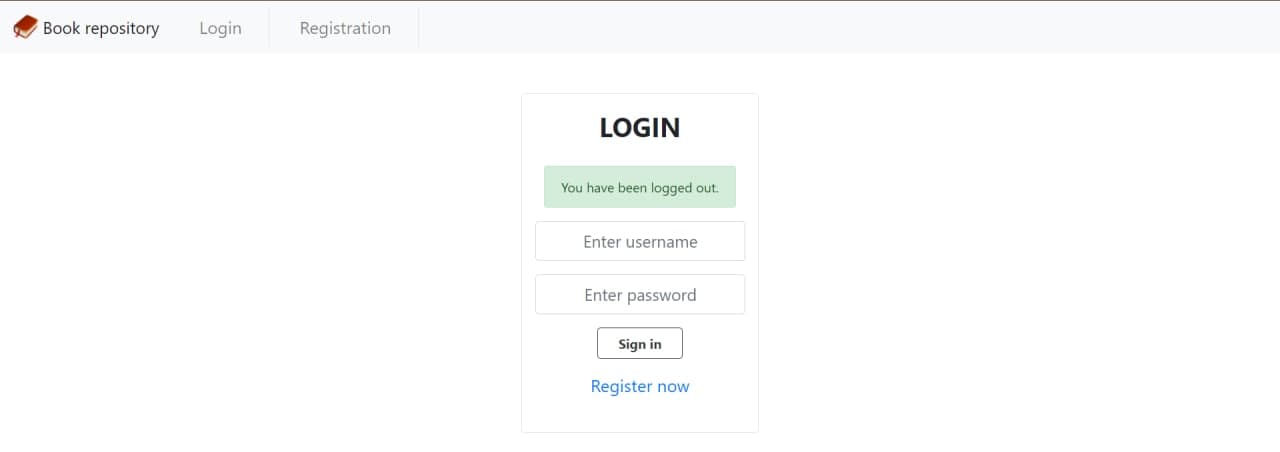 Book repository Login Registration
LOGIN
You have been logged out.
Enter username
Enter password
Sign in
Register now